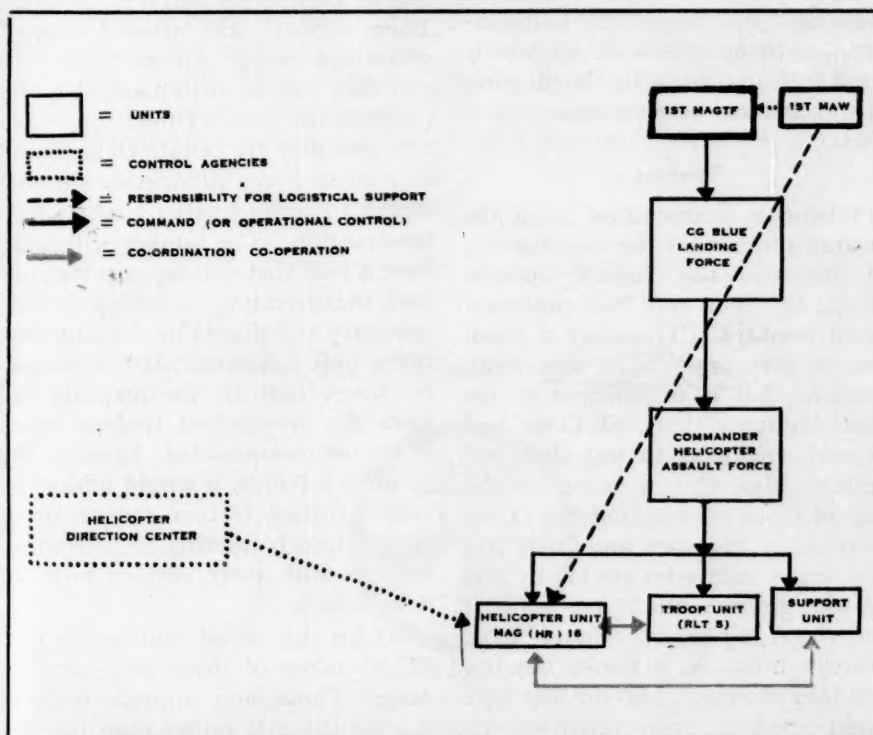 = UNITS
= CONTROL AGENCIES
= RESPONSIBILITY FOR LOGISTICAL SUPPORT
= COMMAND (OR OPERATIONAL CONTROL)
= CO-ORDINATION CO-OPERATION
1ST MAGTF
1ST MAW
CG BLUE
LANDING
FORCE
COMMANDER
HELICOPTER
ASSAULT FORCE
HELICOPTER
DIRECTION CENTER
HELICOPTER UNIT
MAG (HR) 16
TROOP UNIT
(RLT 5)
SUPPORT
UNIT